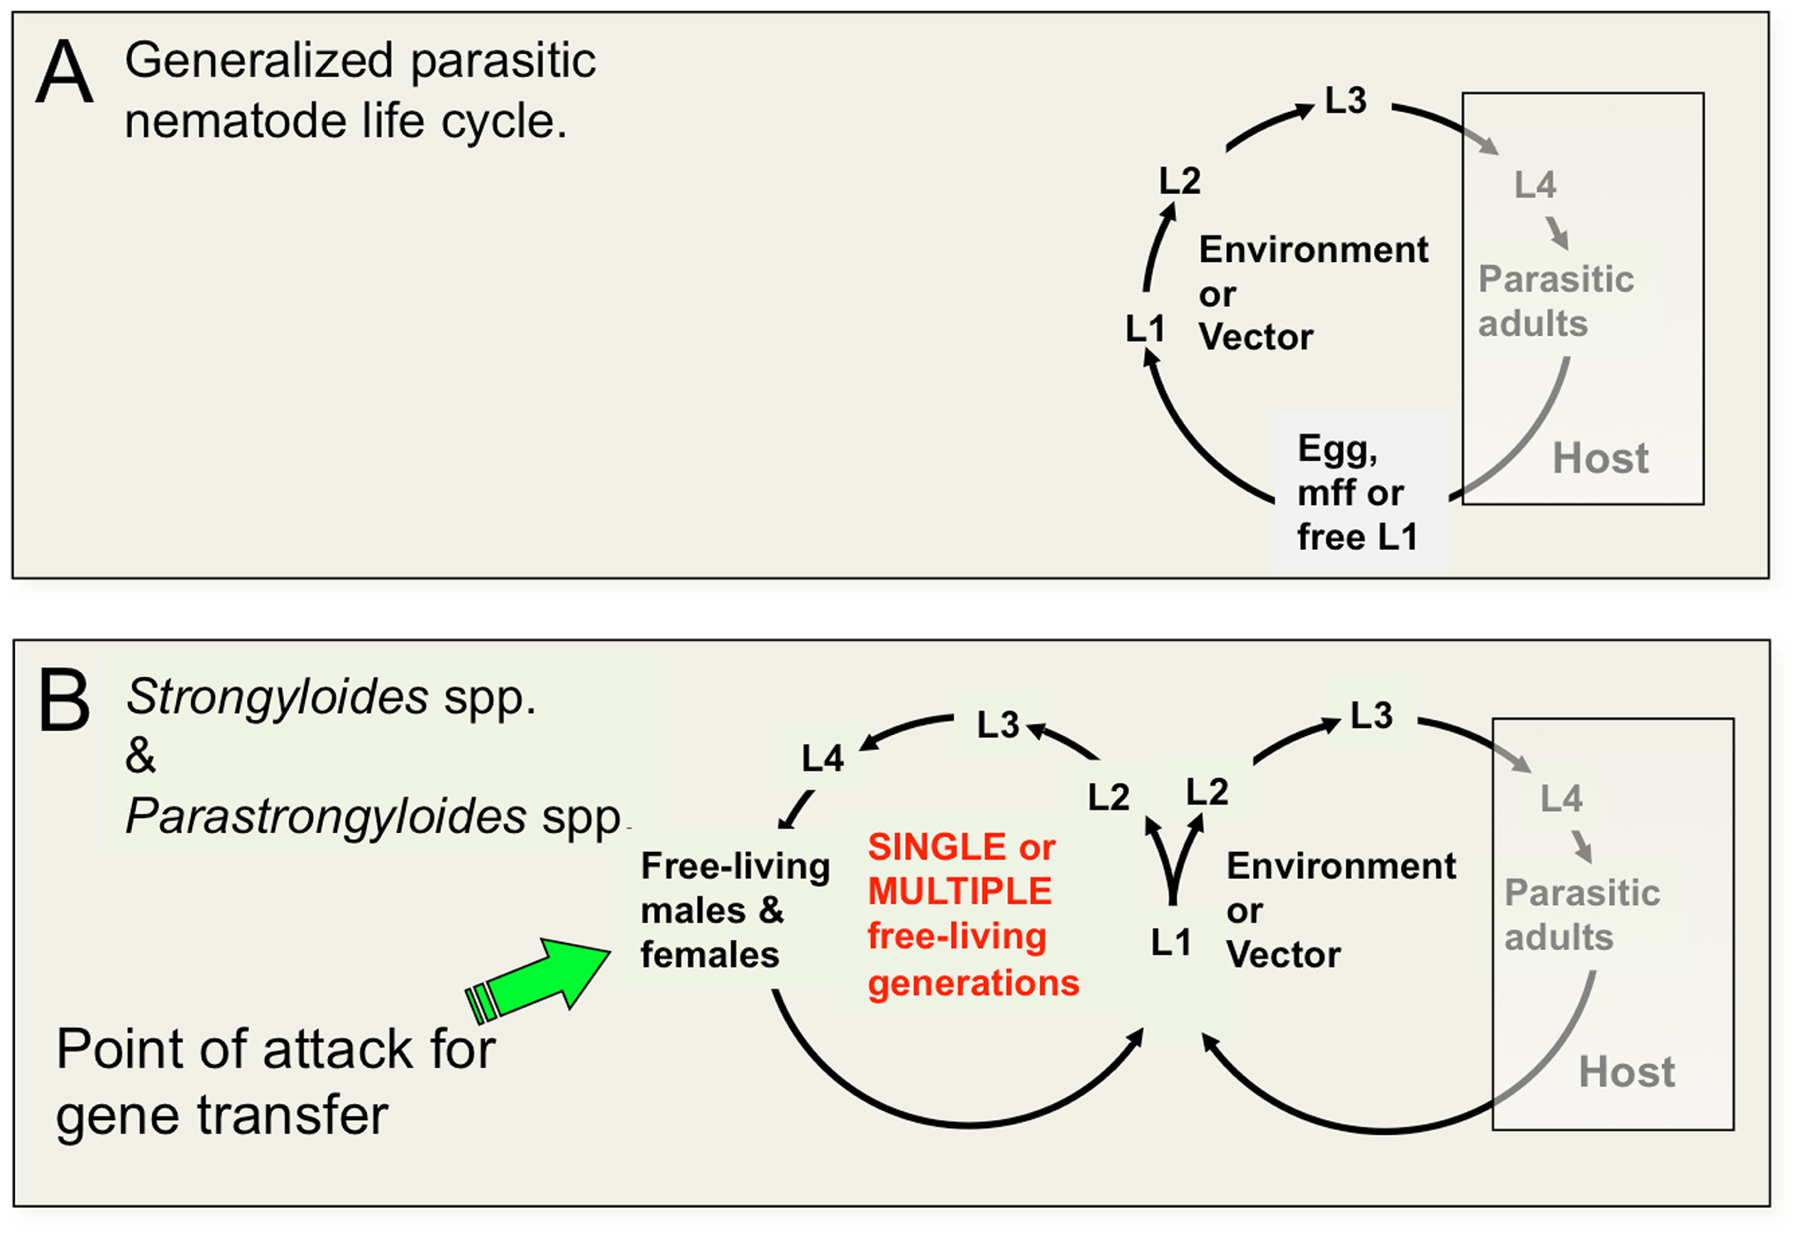 A
Generalized parasitic
nematode life cycle.
L3
L2
L4
Environment
or
Vector
Parasitic
adults
L1
Egg,
mff or
free L1
Host
B
Strongyloides spp.
&
Parastrongyloides spp.
L3
L3
L4
L2
L2
L4
SINGLE or
MULTIPLE
free-living
generations
Free-living
males &
females
Environment
or
Vector
L1
Parasitic
adults
Point of attack for
gene transfer
Host